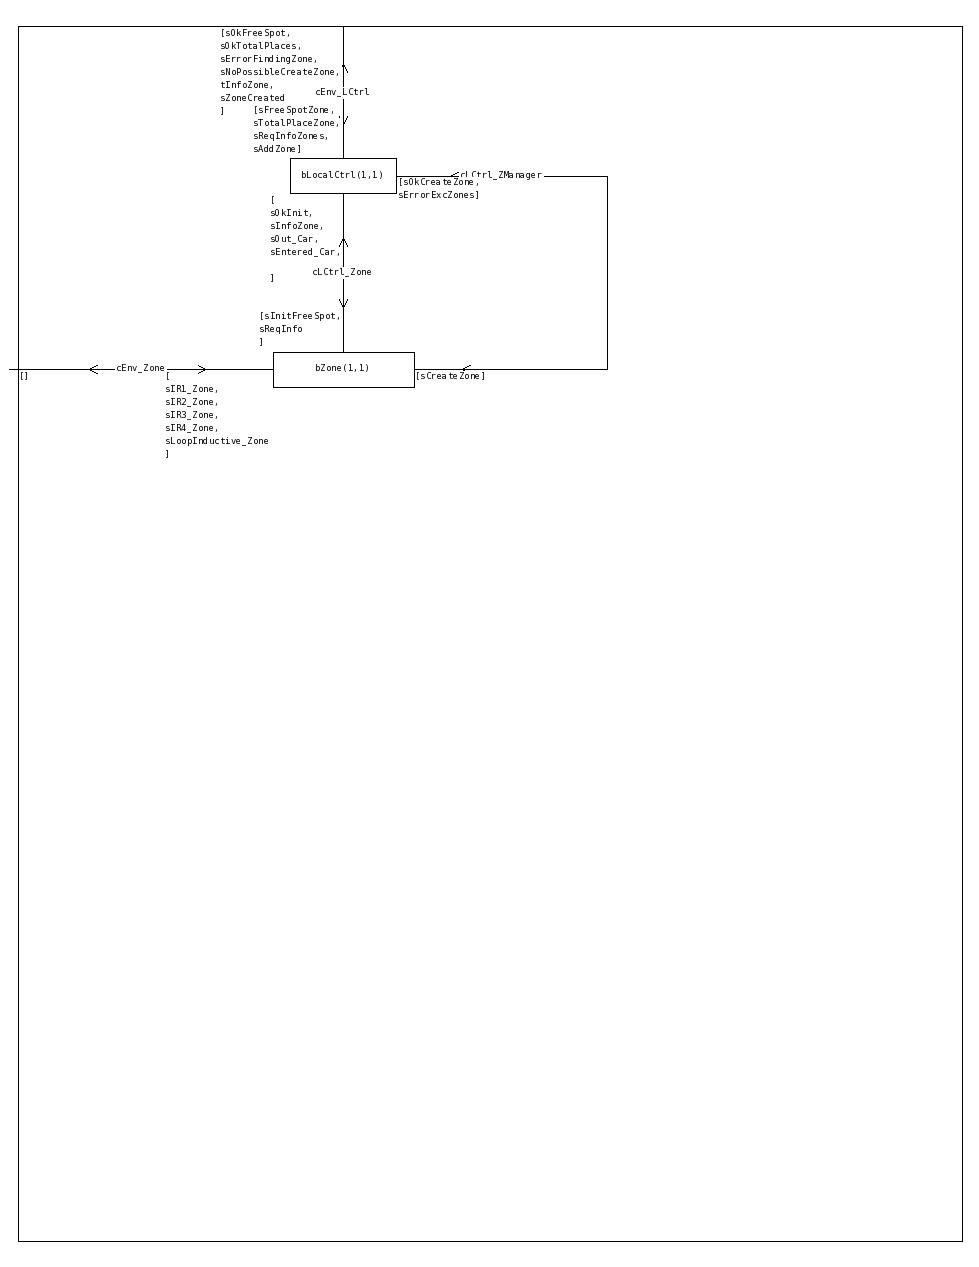 [sOkFreeSpot,
sOkTotalPlaces,
sErrorFindingZone,
sNoPossibleCreateZone,
tInfoZone,
sZoneCreated
]
cEnv_LCtrl
[sFreeSpotZone,
sTotalPlaceZone,
sReqInfoZones,
sAddZone]
bLocalCtrl(1,1)
cLCtrl_ZManager
[sOkCreateZone,
sErrorExcZones]
[
sOkInit,
sInfoZone,
sOut_Car,
sEntered_Car,
]
cLCtrl_Zone
[sInitFreeSpot,
sReqInfo
]
bZone(1,1)
cEnv_Zone
[]
[
sIR1_Zone,
sIR2_Zone,
sIR3_Zone,
sIR4_Zone,
sLoopInductive_Zone
]
[sCreateZone]